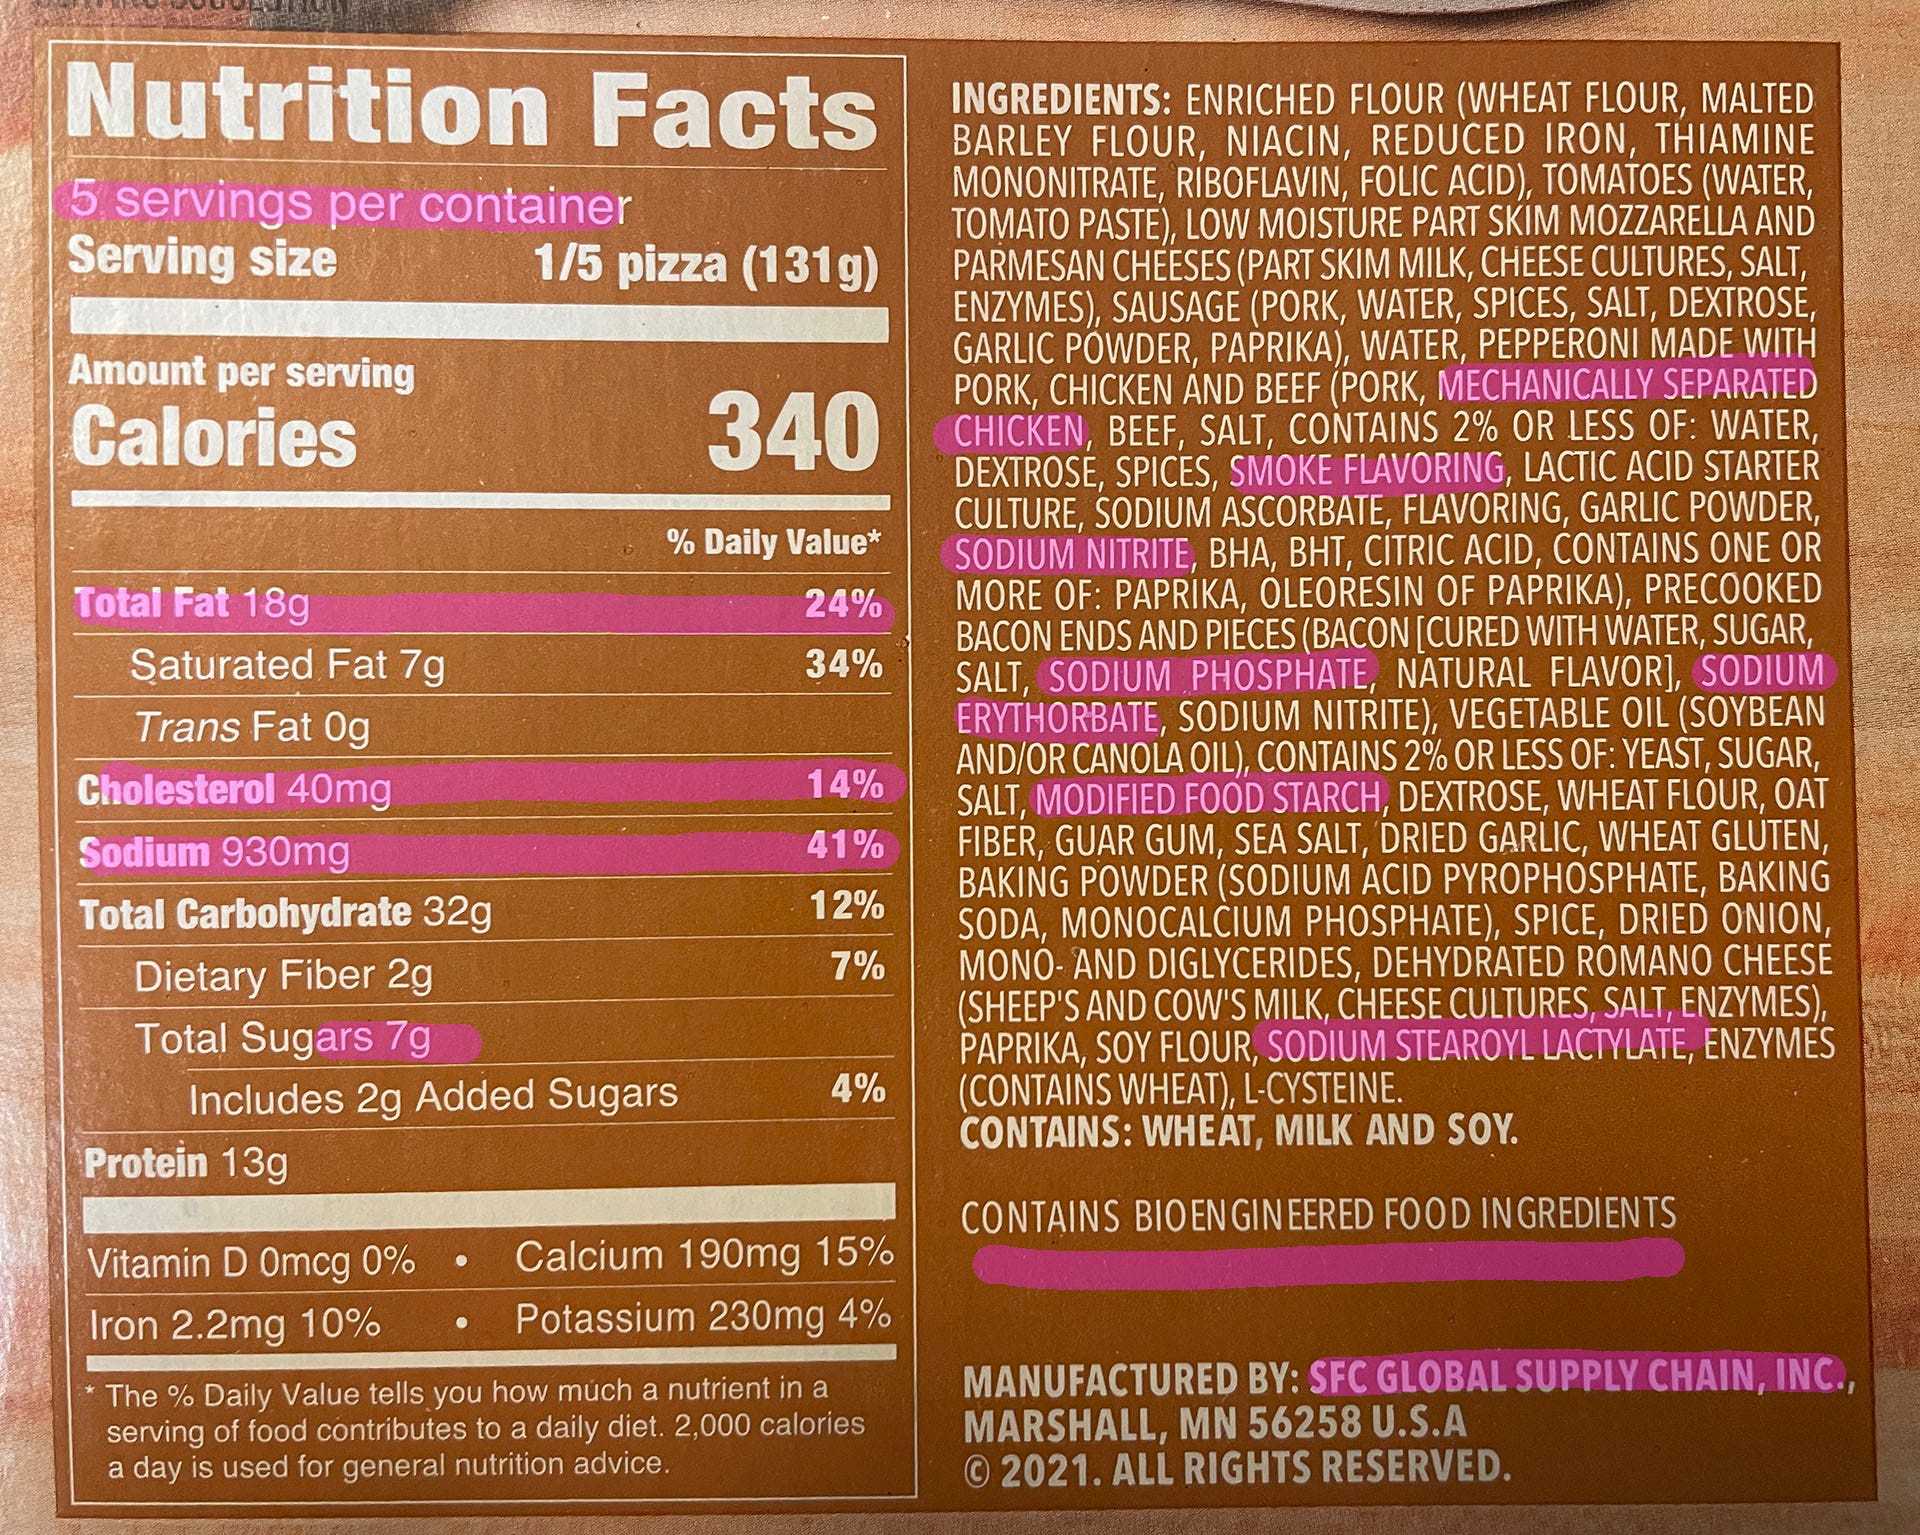 Nutrition Facts
5 servings per container
Serving size 1/5 pizza (131g)
Amount per serving
Calories 340
% Daily Value*
Total Fat 18g 24%
Saturated Fat 7g 34%
Trans Fat 0g
Cholesterol 40mg 14%
Sodium 930mg 41%
Total Carbohydrate 32g 12%
Dietary Fiber 2g 7%
Total Sugars 7g
Includes 2g Added Sugars 4%
Protein 13g
Vitamin D 0mcg 0% • Calcium 190mg 15%
Iron 2.2mg 10% • Potassium 230mg 4%
* The % Daily Value tells you how much a nutrient in a
serving of food contributes to a daily diet. 2,000 calories
a day is used for general nutrition advice.
INGREDIENTS: ENRICHED FLOUR (WHEAT FLOUR, MALTED
BARLEY FLOUR, NIACIN, REDUCED IRON, THIAMINE
MONONITRATE, RIBOFLAVIN, FOLIC ACID), TOMATOES (WATER,
TOMATO PASTE), LOW MOISTURE PART SKIM MOZZARELLA AND
PARMESAN CHEESES (PART SKIM MILK, CHEESE CULTURES, SALT,
ENZYMES), SAUSAGE (PORK, WATER, SPICES, SALT, DEXTROSE,
GARLIC POWDER, PAPRIKA), WATER, PEPPERONI MADE WITH
PORK, CHICKEN AND BEEF (PORK, MECHANICALLY SEPARATED
CHICKEN, BEEF, SALT, CONTAINS 2% OR LESS OF: WATER,
DEXTROSE, SPICES, SMOKE FLAVORING, LACTIC ACID STARTER
CULTURE, SODIUM ASCORBATE, FLAVORING, GARLIC POWDER,
SODIUM NITRITE, BHA, BHT, CITRIC ACID, CONTAINS ONE OR
MORE OF: PAPRIKA, OLEORESIN OF PAPRIKA), PRECOOKED
BACON ENDS AND PIECES (BACON [CURED WITH WATER, SUGAR,
SALT, SODIUM PHOSPHATE, NATURAL FLAVOR], SODIUM
ERYTHORBATE, SODIUM NITRITE), VEGETABLE OIL (SOYBEAN
AND/OR CANOLA OIL), CONTAINS 2% OR LESS OF: YEAST, SUGAR,
SALT, MODIFIED FOOD STARCH, DEXTROSE, WHEAT FLOUR, OAT
FIBER, GUAR GUM, SEA SALT, DRIED GARLIC, WHEAT GLUTEN,
BAKING POWDER (SODIUM ACID PYROPHOSPHATE, BAKING
SODA, MONOCALCIUM PHOSPHATE), SPICE, DRIED ONION,
MONO- AND DIGLYCERIDES, DEHYDRATED ROMANO CHEESE
(SHEEP'S AND COW'S MILK, CHEESE CULTURES, SALT, ENZYMES),
PAPRIKA, SOY FLOUR, SODIUM STEAROYL LACTYLATE, ENZYMES
(CONTAINS WHEAT), L-CYSTEINE.
CONTAINS: WHEAT, MILK AND SOY.
CONTAINS BIOENGINEERED FOOD INGREDIENTS
MANUFACTURED BY: SFC GLOBAL SUPPLY CHAIN, INC.,
MARSHALL, MN 56258 U.S.A
© 2021. ALL RIGHTS RESERVED.